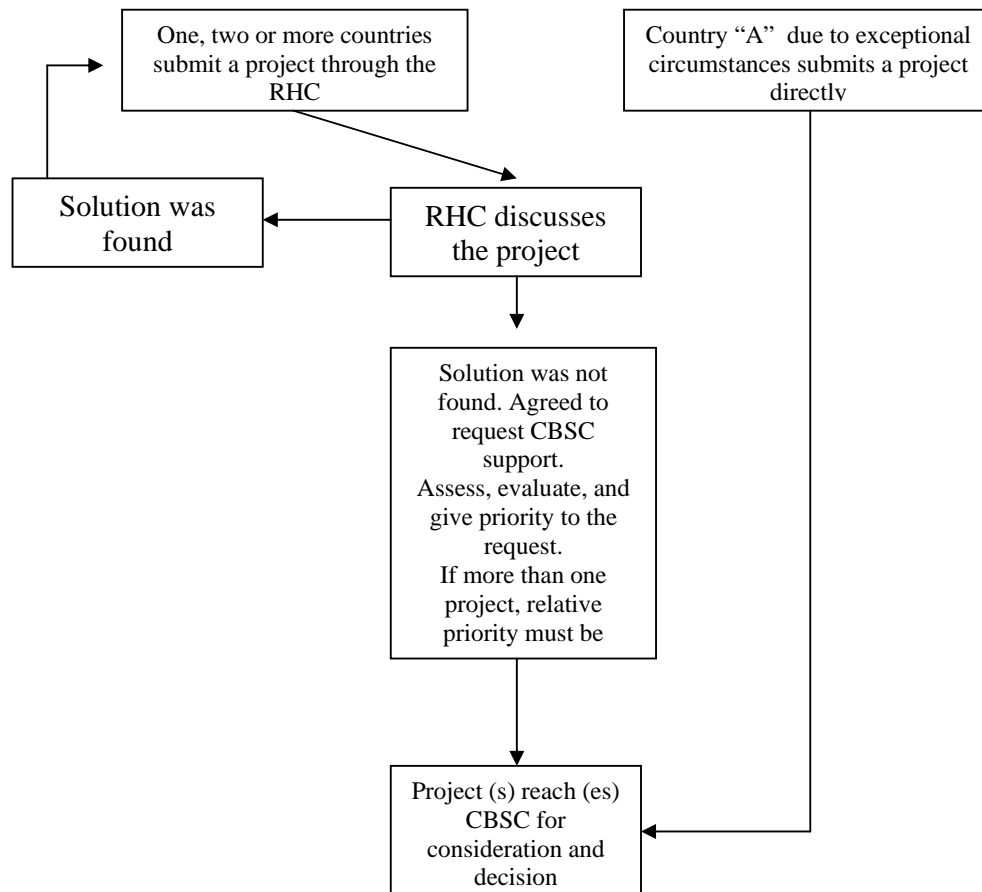 One, two or more countries
submit a project through the
RHC
Country “A”  due to exceptional
circumstances submits a project
directly
Solution was
found
RHC discusses
the project
Solution was not
found. Agreed to
request CBSC
support.
Assess, evaluate, and
give priority to the
request.
If more than one
project, relative
priority must be
Project (s) reach (es)
CBSC for
consideration and
decision